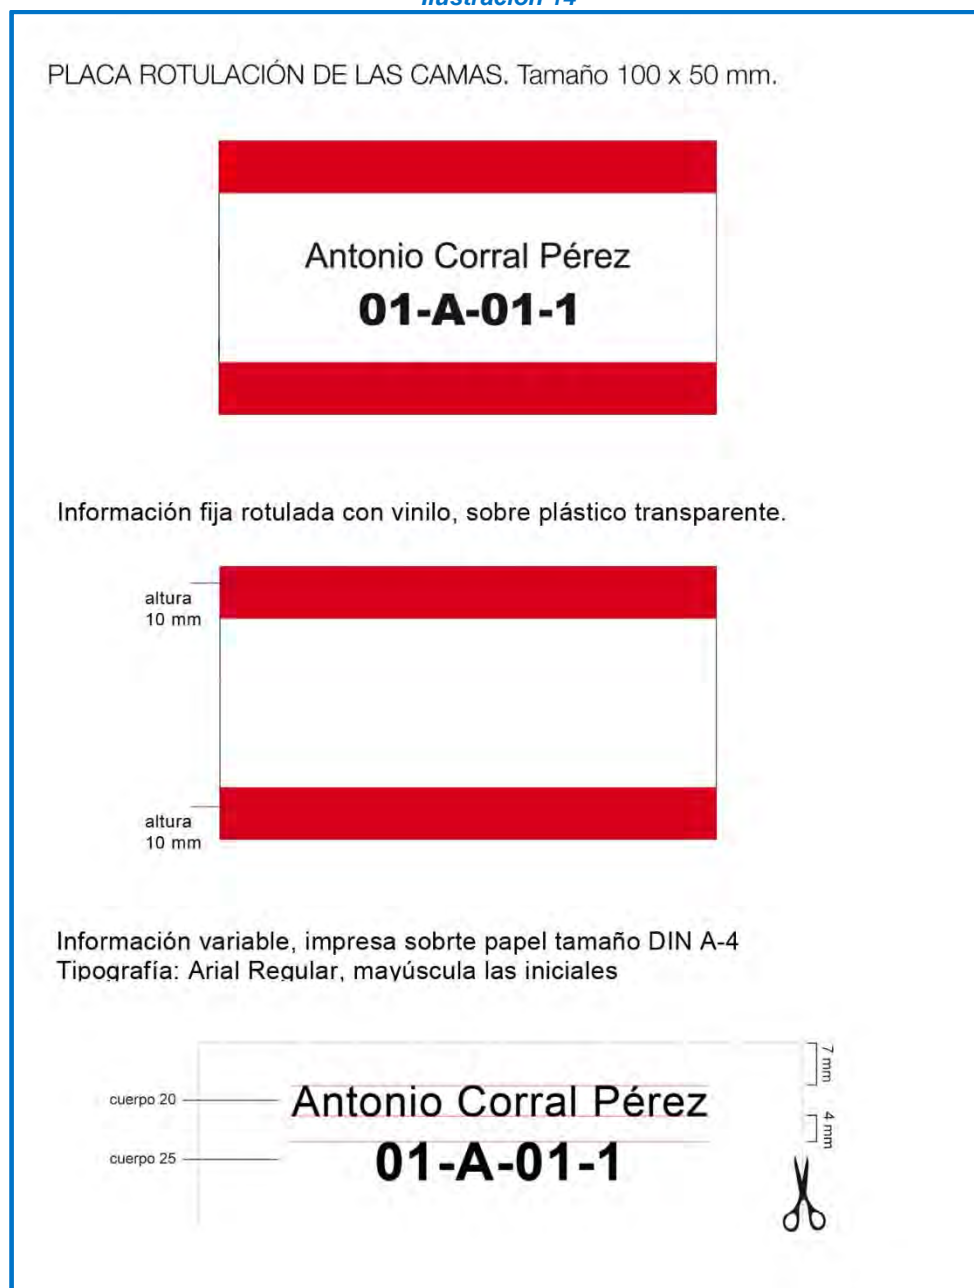 Ilustración 14
PLACA ROTULACIÓN DE LAS CAMAS. Tamaño 100 x 50 mm.
Antonio Corral Pérez
01-A-01-1
Información fija rotulada con vinilo, sobre plástico transparente.
altura
10 mm
altura
10 mm
Información variable, impresa sobrte papel tamaño DIN A-4
Tipografía: Arial Regular, mayúscula las iniciales
7 mm
cuerpo 20
Antonio Corral Pérez
4 mm
cuerpo 25
01-A-01-1